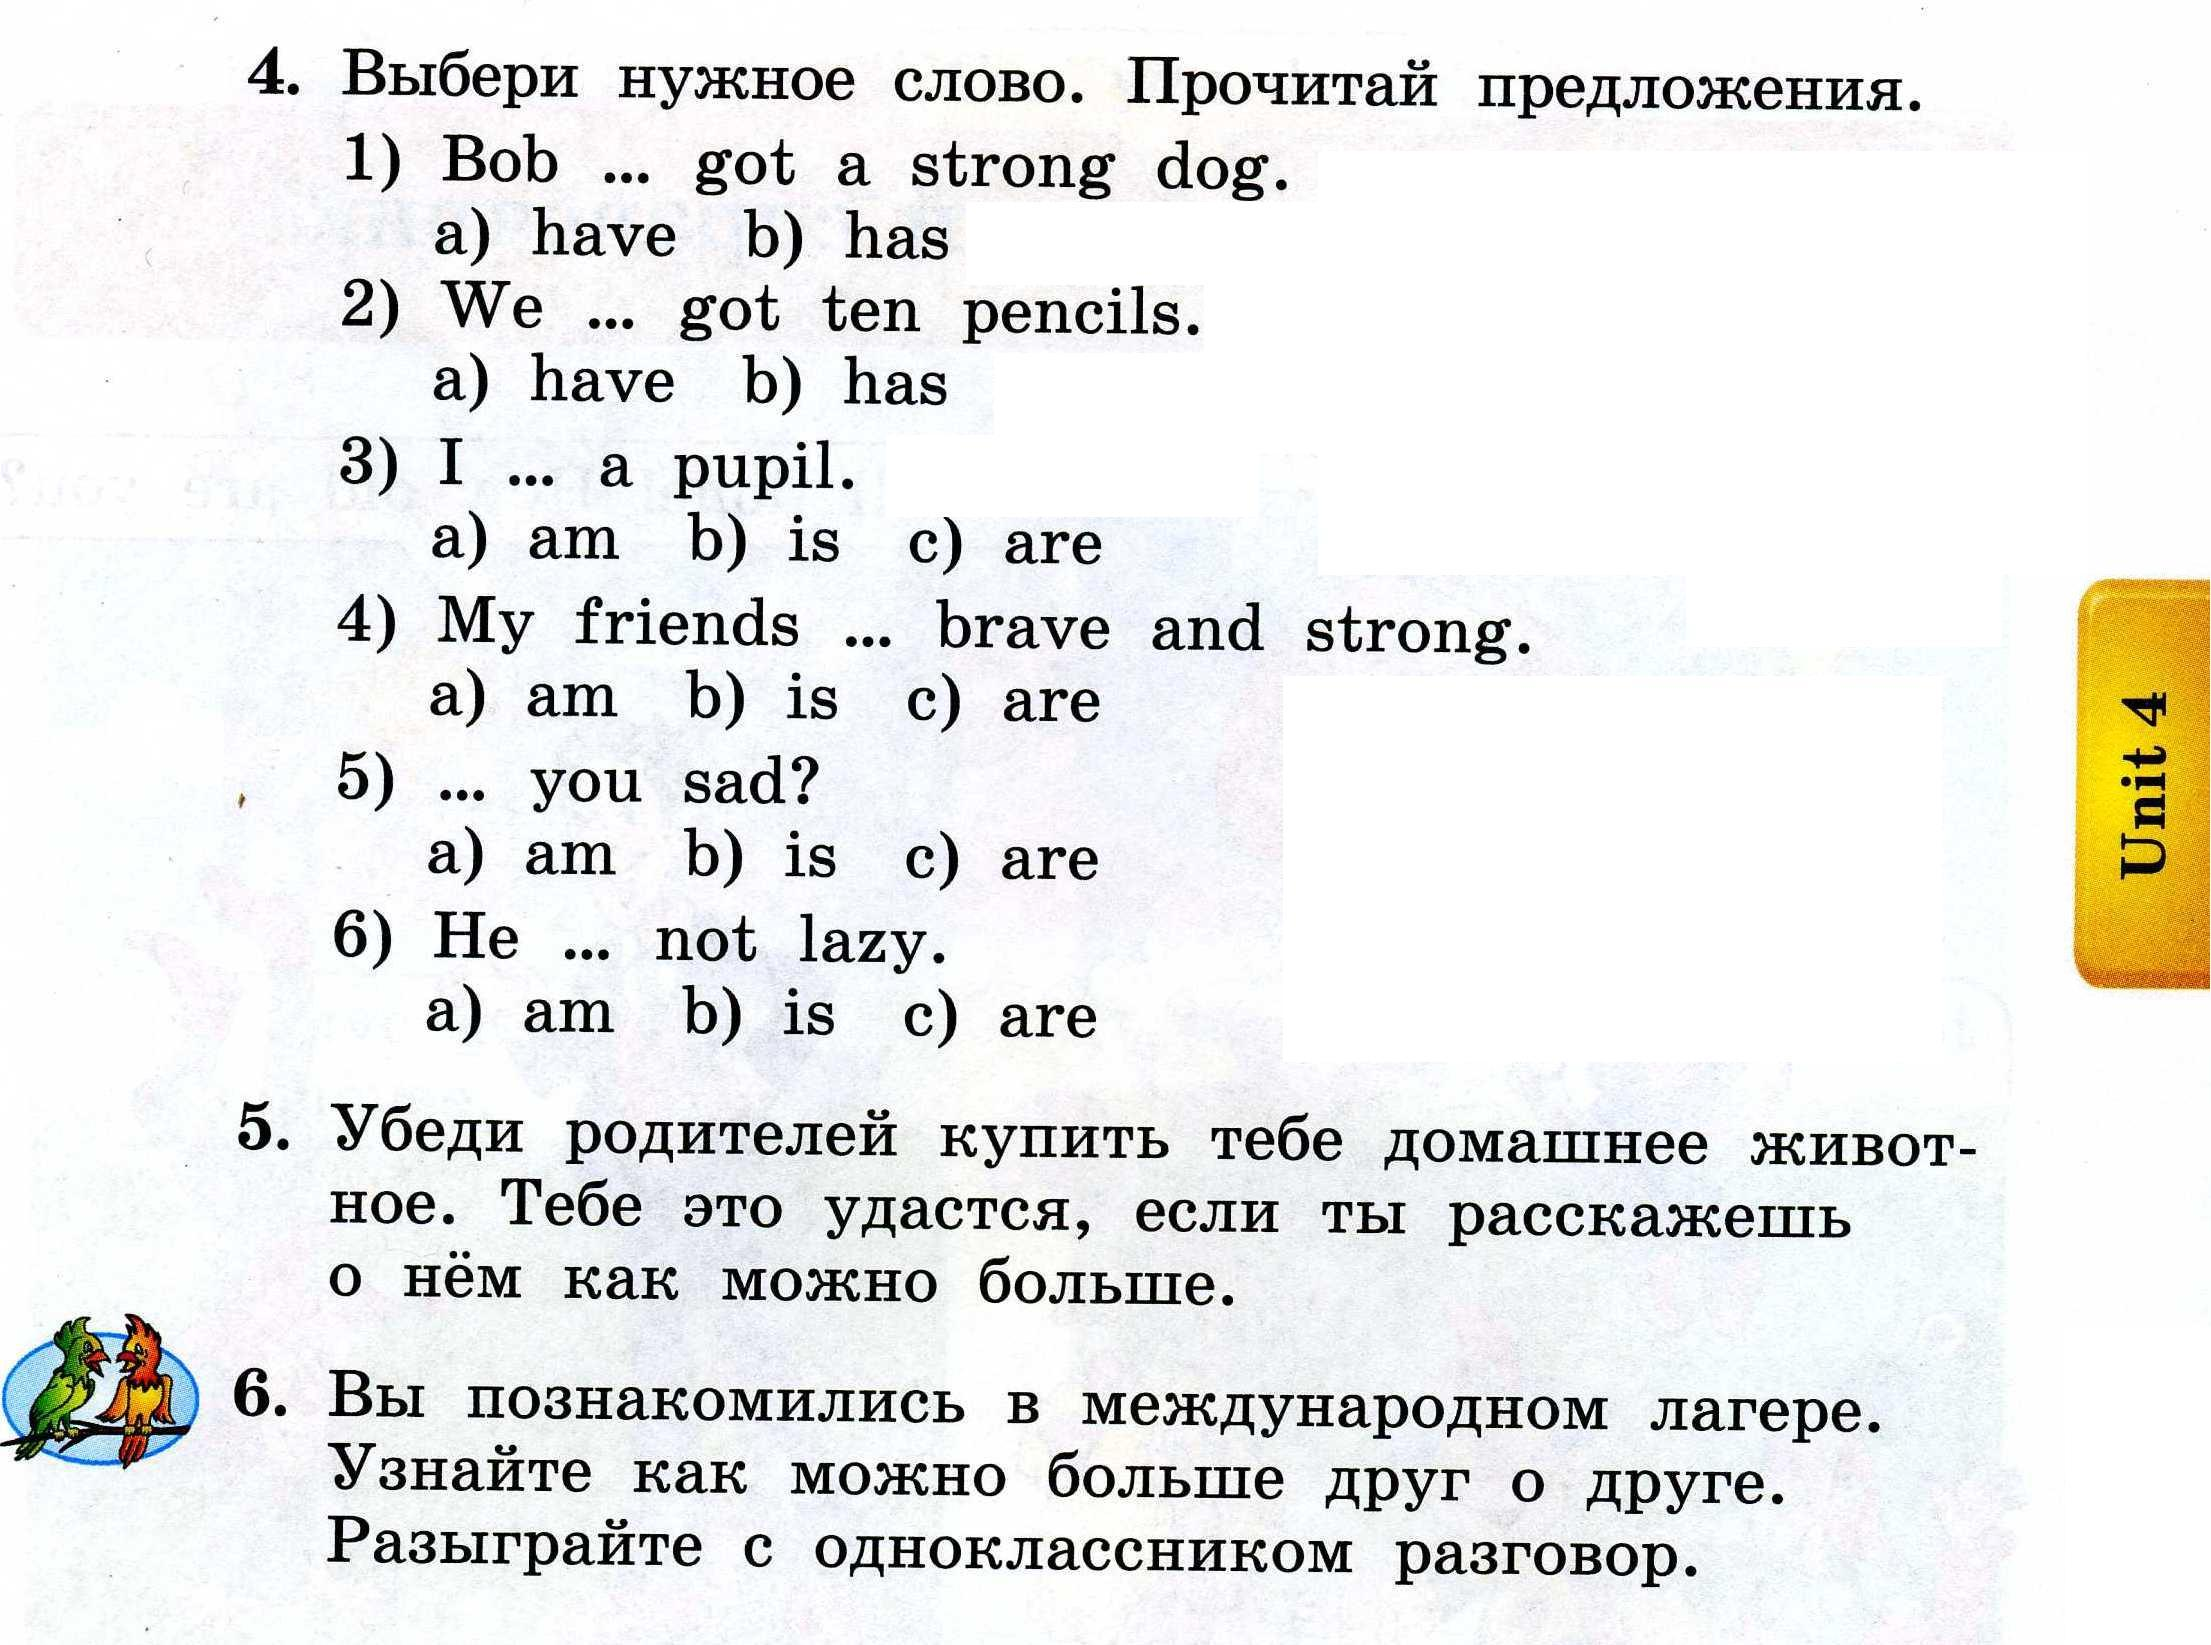 4. Выбери нужное слово. Прочитай предложения.
1) Bob ... got a strong dog.
a) have b) has
2) We ... got ten pencils.
a) have b) has
3) I ... a pupil.
a) am b) is c) are
4) My friends ... brave and strong.
a) am b) is c) are
5) ... you sad?
a) am b) is c) are
6) He ... not lazy.
a) am b) is c) are
Unit 4
5. Убеди родителей купить тебе домашнее живот-
ное. Тебе это удастся, если ты расскажешь
о нём как можно больше.
6. Вы познакомились в международном лагере.
Узнайте как можно больше друг о друге.
Разыграйте с одноклассником разговор.